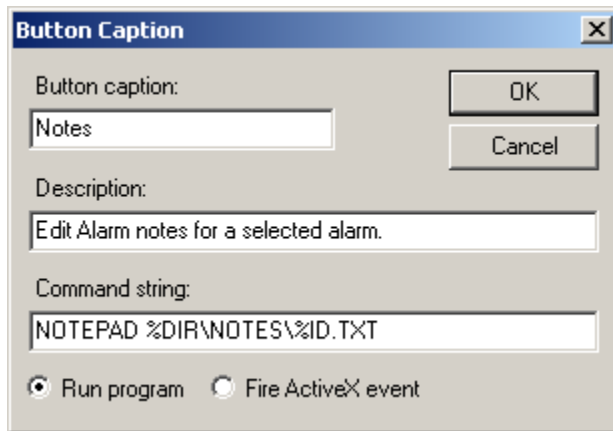 Button Caption
Button caption:
OK
Notes
Cancel
Description:
Edit Alarm notes for a selected alarm.
Command string:
NOTEPAD %DIR\NOTES\%ID.TXT
Run program Fire ActiveX event